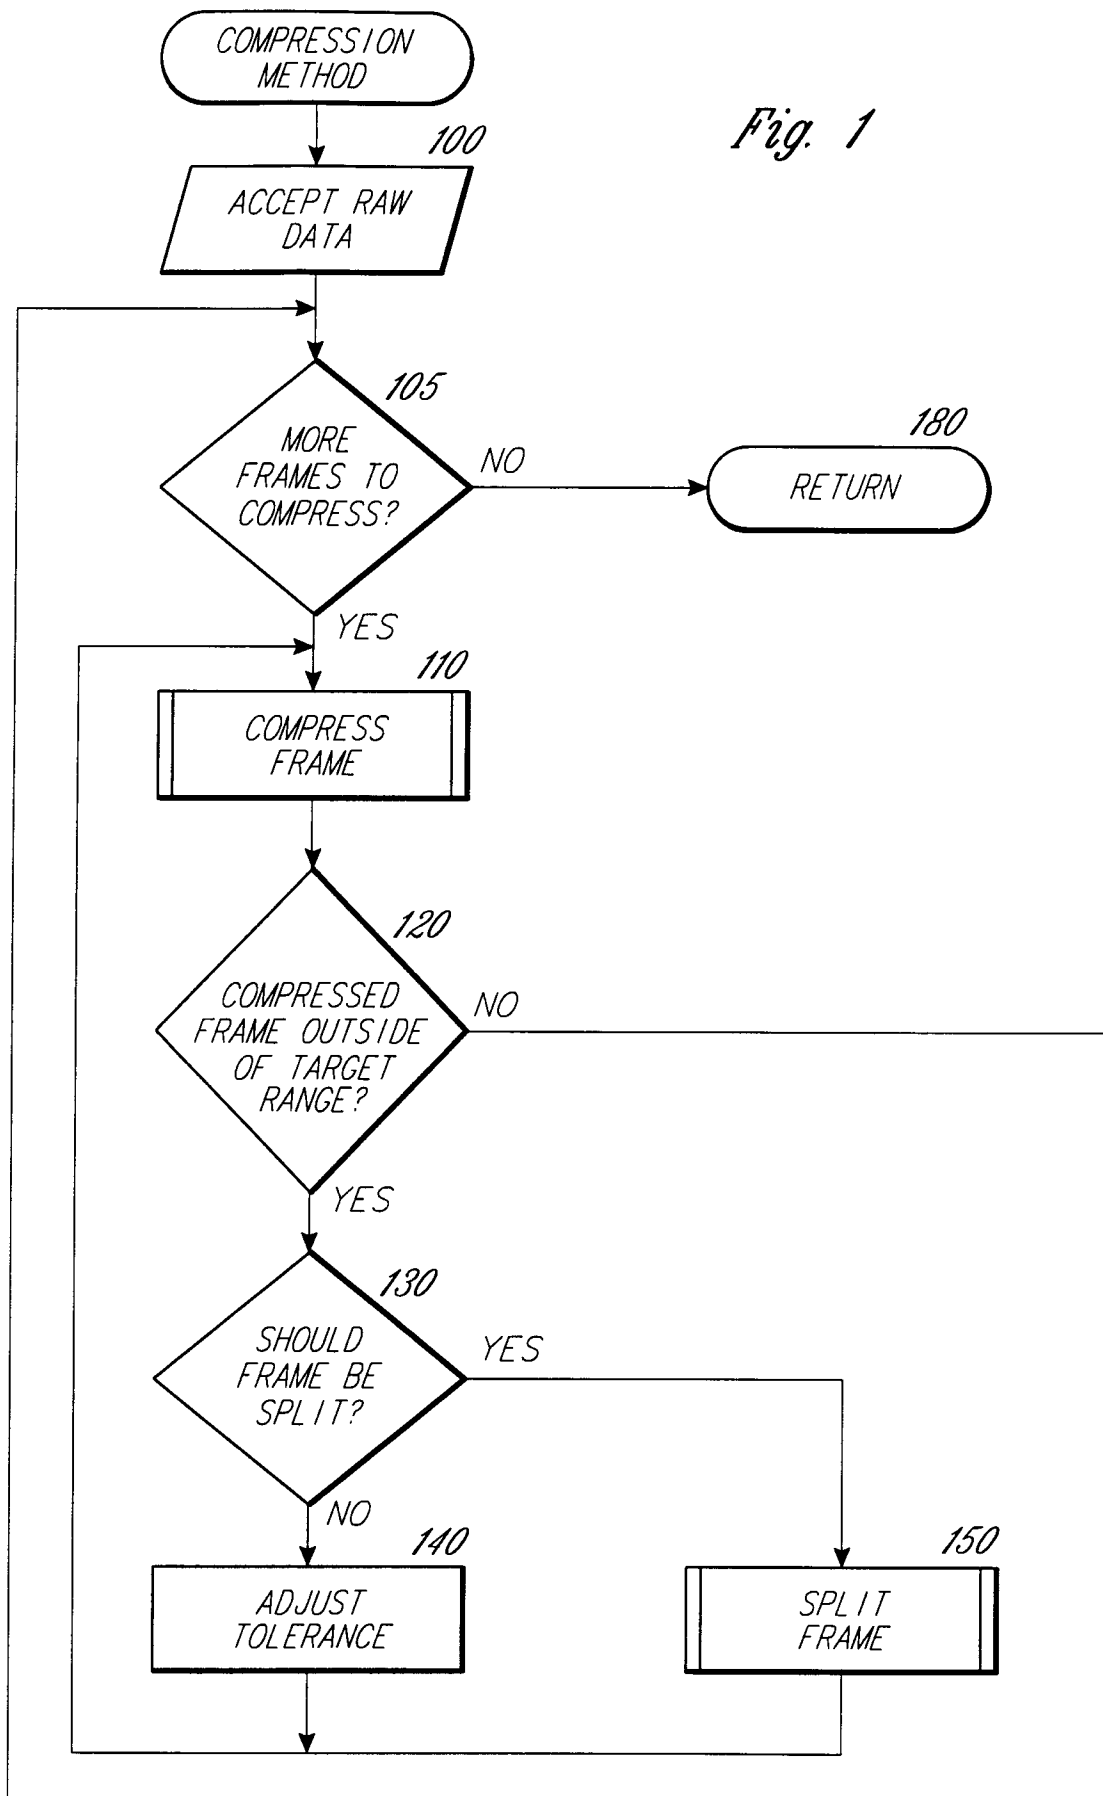 COMPRESSION
METHOD
Fig. 1
100
ACCEPT RAW
DATA
105
MORE
FRAMES TO
COMPRESS?
NO
180
RETURN
YES
110
COMPRESS
FRAME
120
COMPRESSED
FRAME OUTSIDE
OF TARGET
RANGE?
NO
YES
130
SHOULD
FRAME BE
SPLIT?
YES
NO
140
ADJUST
TOLERANCE
150
SPLIT
FRAME